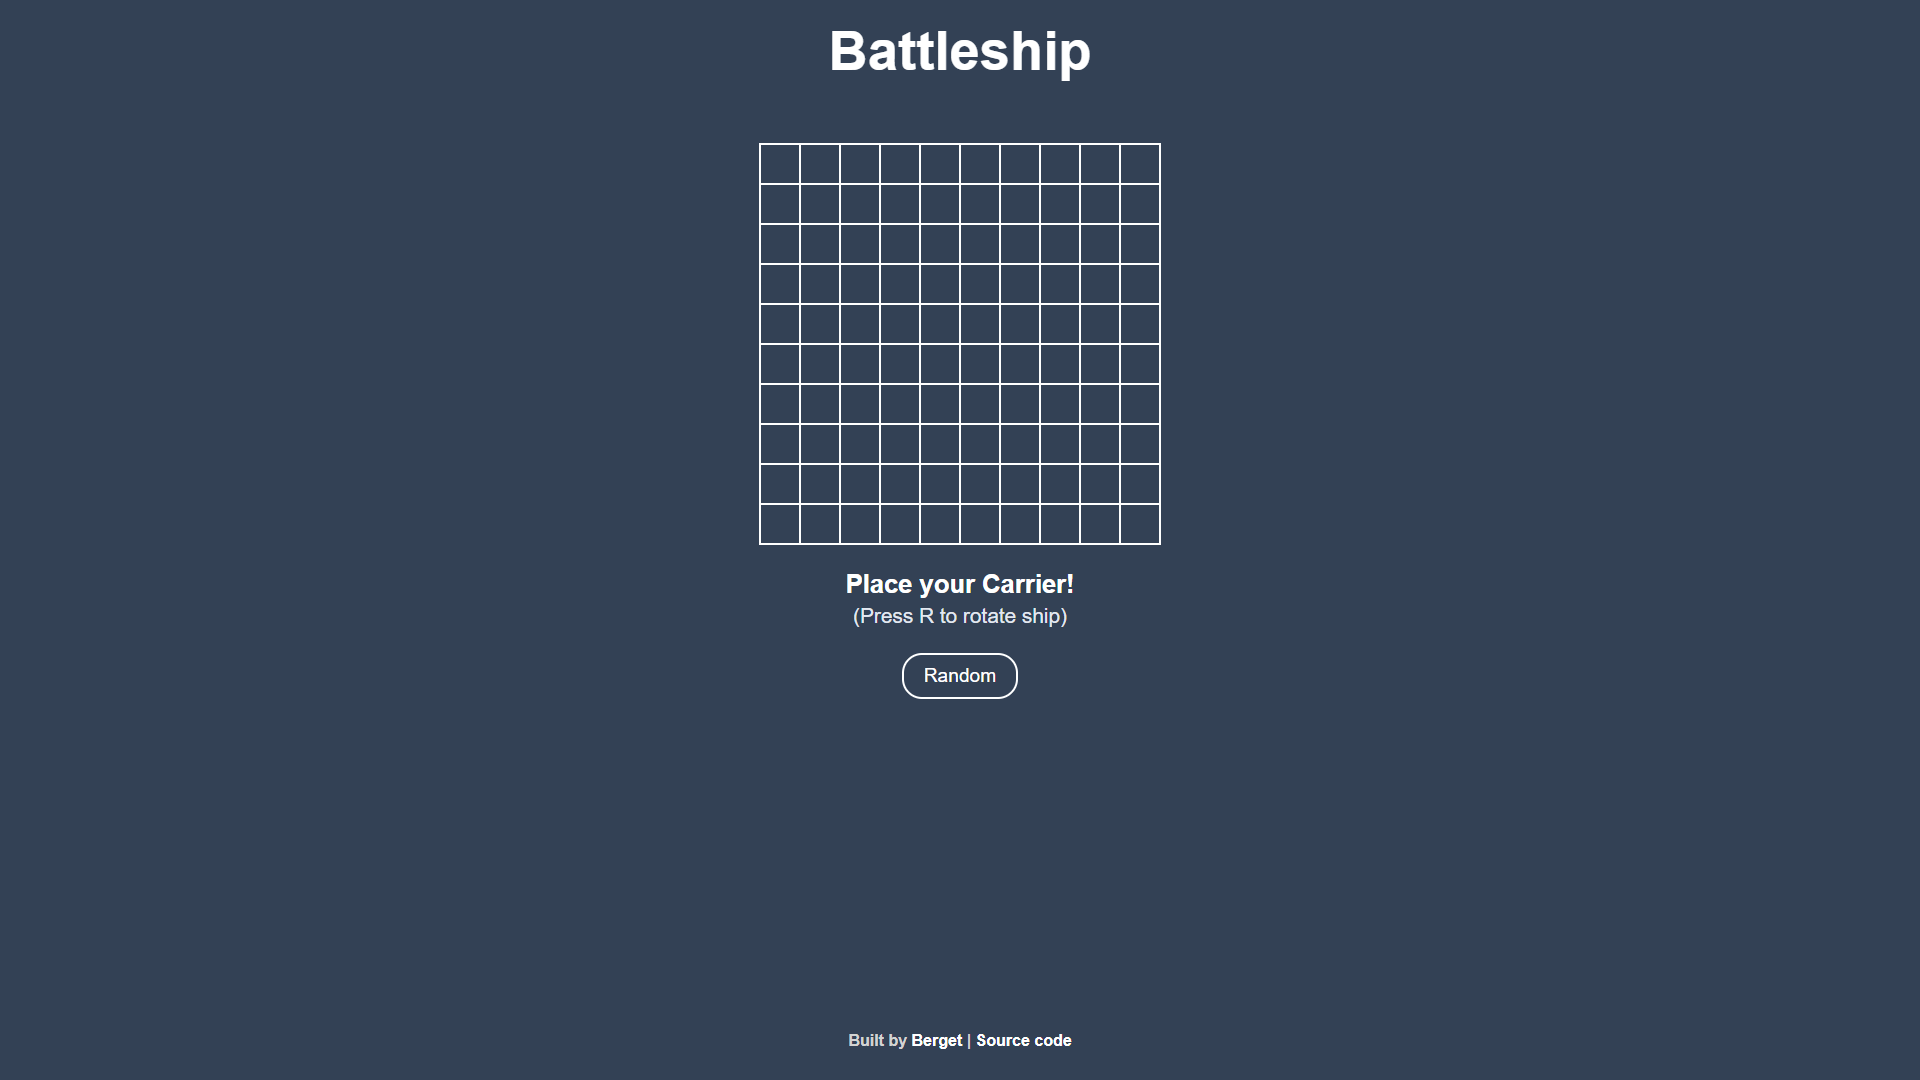 Battleship
Place your Carrier!
(Press R to rotate ship)
Random
Built by Berget | Source code